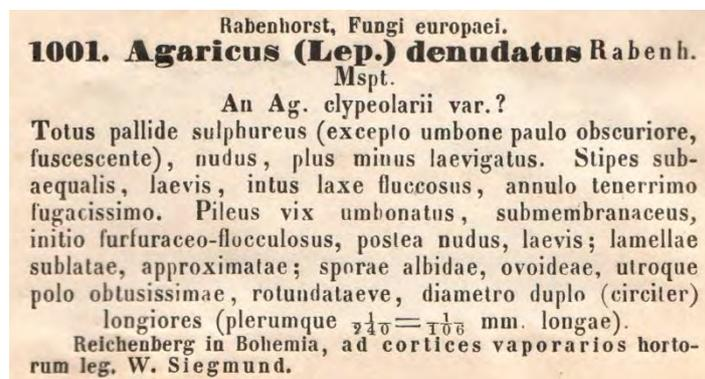 Rabenhorst, Fungi europaei.
1001. Agaricus (Lep.) denudatus Rabenh.
Mspt.
An Ag. clypeolarii var.?
Totus pallide sulphureus (excepto umbone paulo obscuriore,
fuscescente), nudus, plus minus laevigatus. Stipes sub-
aequalis, laevis, intus laxe fluccosus, annulo tenerrimo
fugacissimo. Pileus vix umbonatus, submembranaceus,
initio furfuraceo-flocculosus, postea nudus, laevis; lamellae
sublatae, approximatae; sporae albidae, ovoideae, utroque
polo obtusissimae, rotundataeve, diametro duplo (circiter)
longiores (plerumque 1/240=1/106 mm. longae).
Reichenberg in Bohemia, ad cortices vaporarios horto-
rum leg. W. Siegmund.